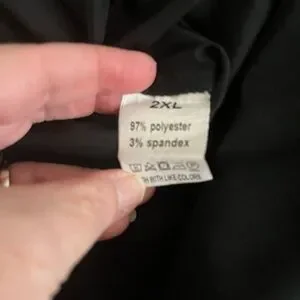 2XL
97% polyester
3% spandex
WITH LIKE COLORS